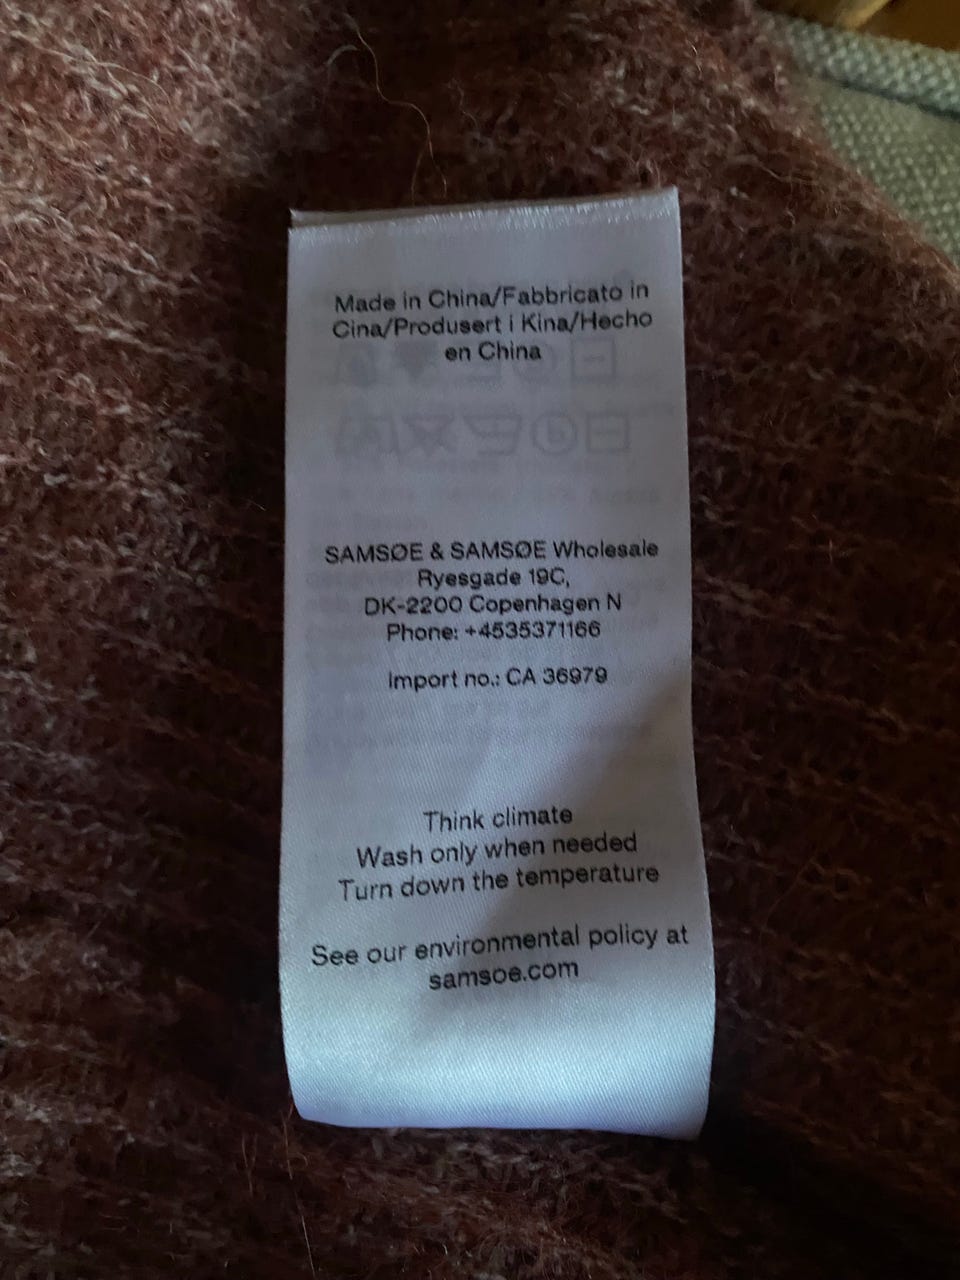 Made in China/Fabbricato in
Cina/Produsert i Kina/Hecho
en China
SAMSØE & SAMSØE Wholesale
Ryesgade 19C,
DK-2200 Copenhagen N
Phone: +4535371166
Import no.: CA 36979
Think climate
Wash only when needed
Turn down the temperature
See our environmental policy at
samsoe.com